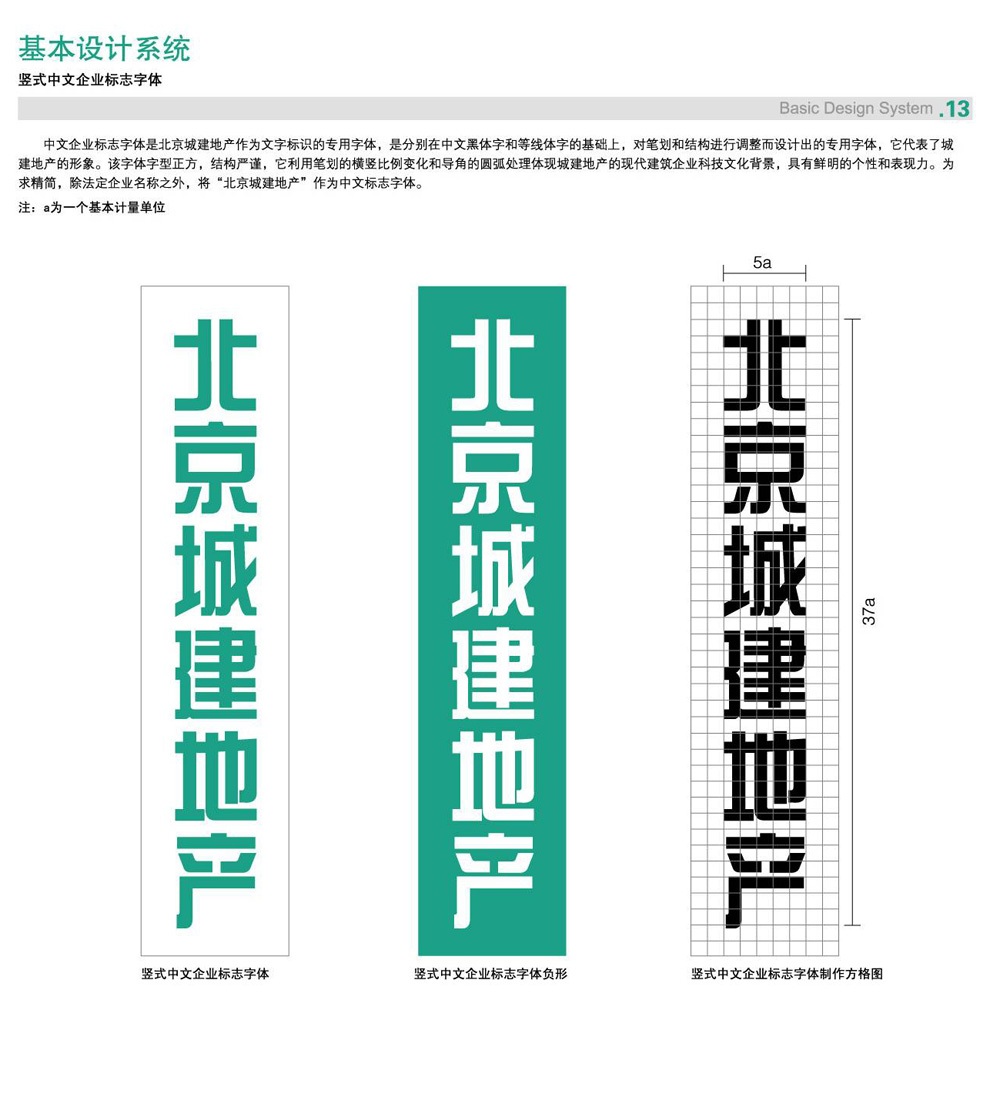 基本设计系统
竖式中文企业标志字体
Basic Design System .13
中文企业标志字体是北京城建地产作为文字标识的专用字体，是分别在中文黑体字和等线体字的基础上，对笔划和结构进行调整而设计出的专用字体，它代表了城
建地产的形象。该字体字型正方，结构严谨，它利用笔划的横竖比例变化和导角的圆弧处理体现城建地产的现代建筑企业科技文化背景，具有鲜明的个性和表现力。为
求精简，除法定企业名称之外，将“北京城建地产”作为中文标志字体。
注：a为一个基本计量单位
北京城建地产
竖式中文企业标志字体
北京城建地产
竖式中文企业标志字体负形
5a
北京城建地产
37a
竖式中文企业标志字体制作方格图